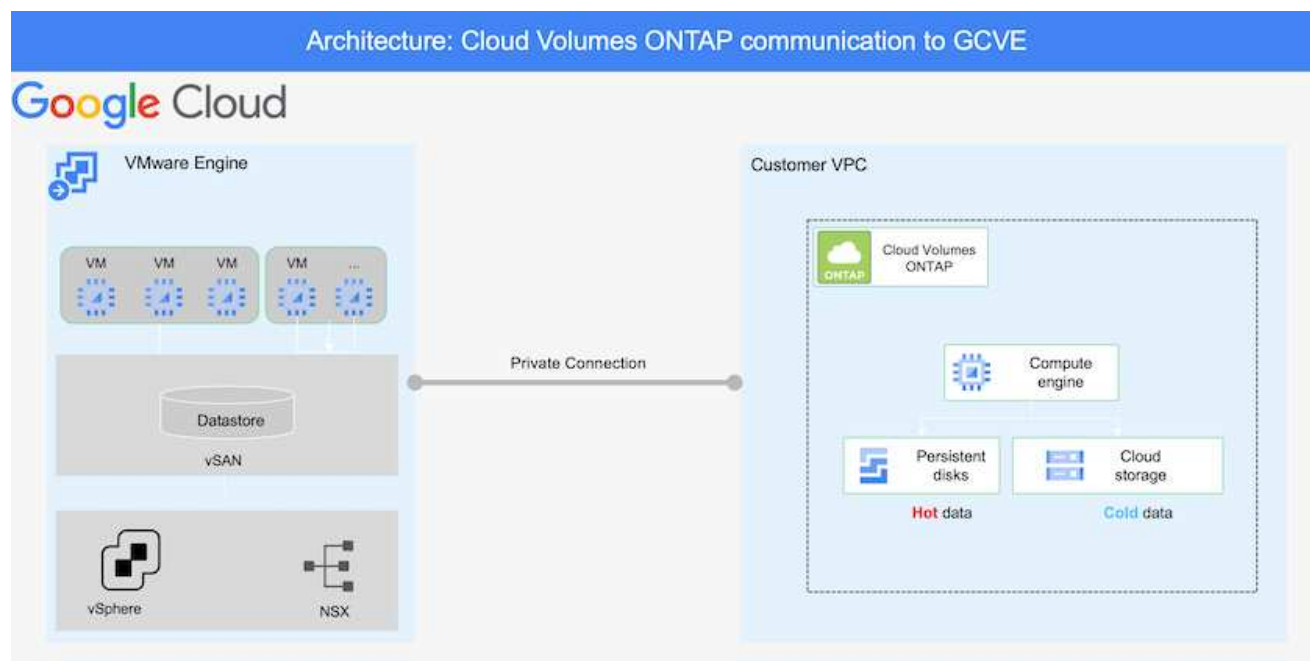 Architecture: Cloud Volumes ONTAP communication to GCVE
Google Cloud
VMware Engine
VM
VM
VM
VM
...
Datastore
vSAN
vSphere
NSX
Private Connection
Customer VPC
ONTAP
Cloud Volumes
ONTAP
Compute
engine
Persistent
disks
Hot data
Cloud
storage
Cold data